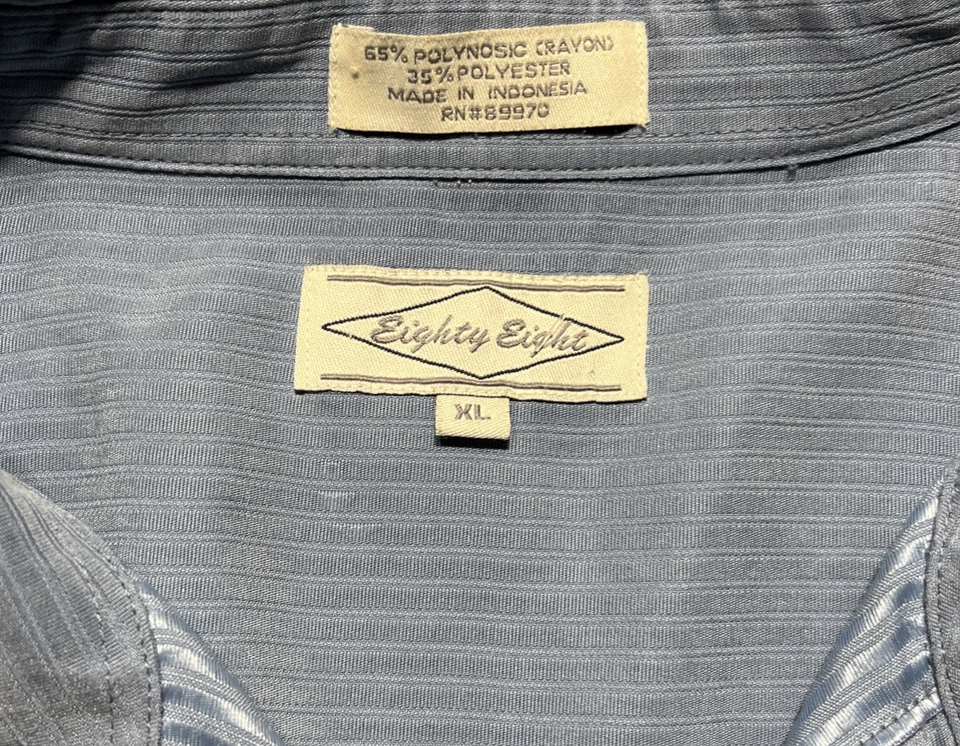 65% POLYNOSIC (RAYON)
35% POLYESTER
MADE IN INDONESIA
RN#89970
Eighty Eight
XL